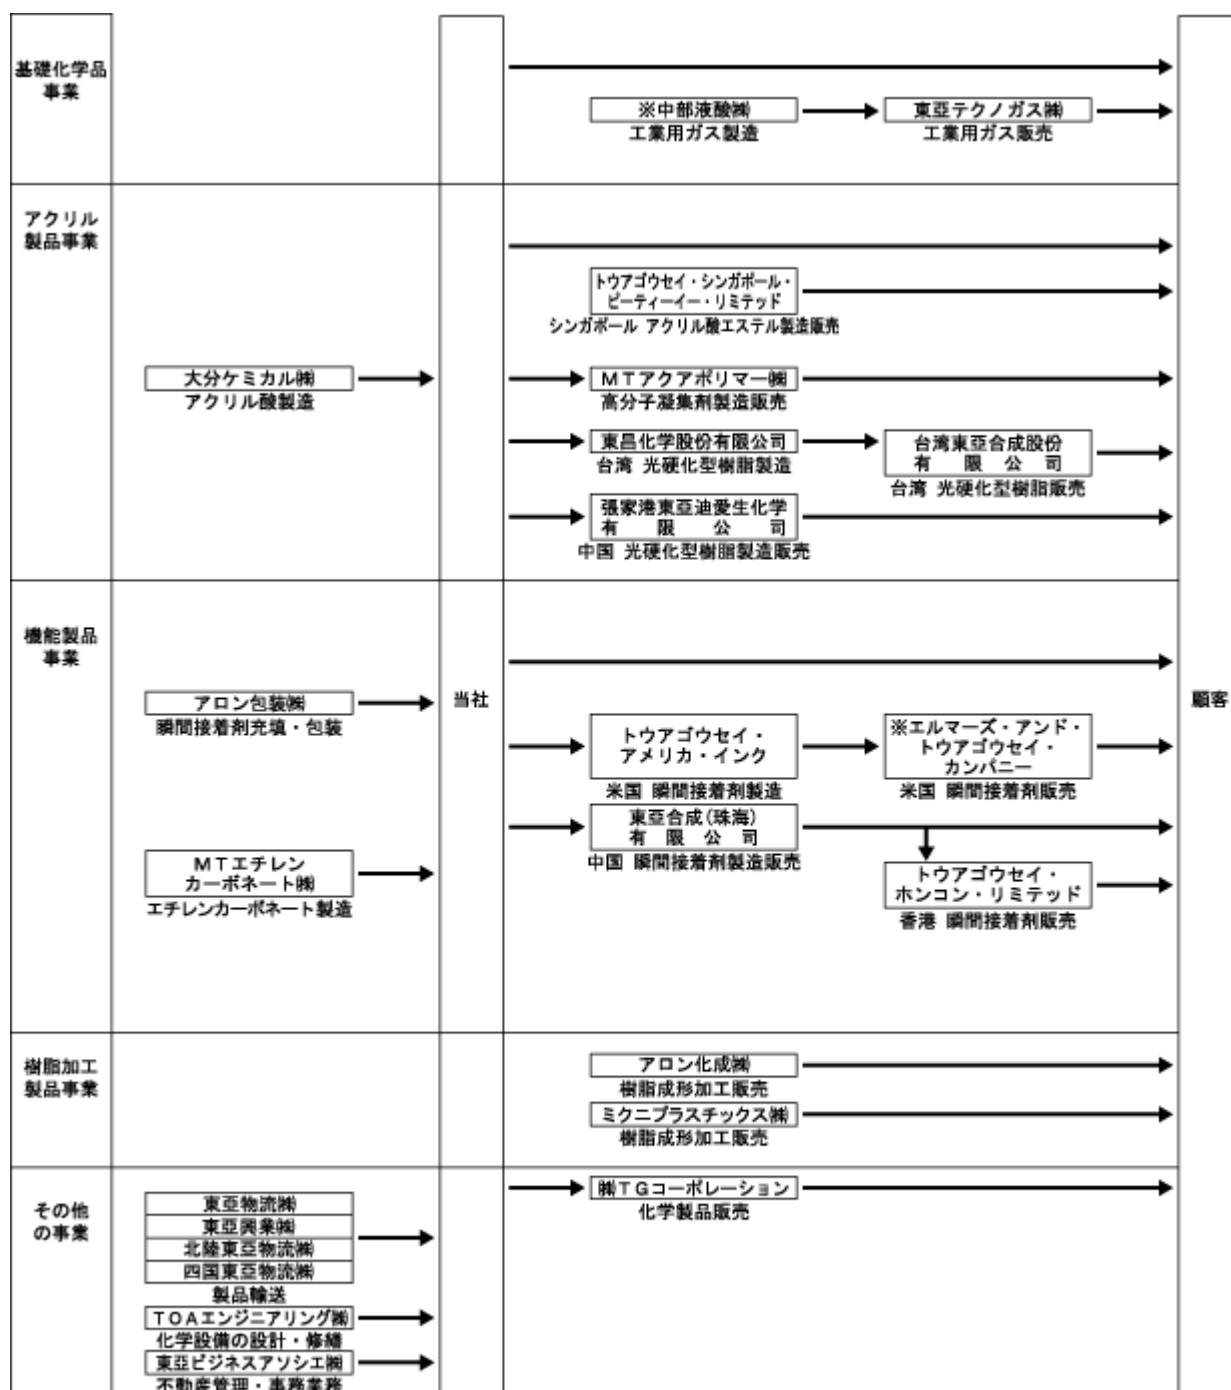 基礎化学品
事業
※中部液酸㈱
工業用ガス製造
東亞テクノガス㈱
工業用ガス販売
アクリル
製品事業
トウアゴウセイ・シンガポール・
ピーティーイー・リミテッド
シンガポール アクリル酸エステル製造販売
大分ケミカル㈱
アクリル酸製造
ＭＴアクアポリマー㈱
高分子凝集剤製造販売
東昌化学股份有限公司
台湾 光硬化型樹脂製造
台湾東亞合成股份
有限公司
台湾 光硬化型樹脂販売
張家港東亞迪愛生化学
有限公司
中国 光硬化型樹脂製造販売
機能製品
事業
アロン包装㈱
瞬間接着剤充填・包装
当社
顧客
トウアゴウセイ・
アメリカ・インク
米国 瞬間接着剤製造
※エルマーズ・アンド・
トウアゴウセイ・
カンパニー
米国 瞬間接着剤販売
東亞合成(珠海)
有限公司
中国 瞬間接着剤製造販売
ＭＴエチレン
カーボネート㈱
エチレンカーボネート製造
トウアゴウセイ・
ホンコン・リミテッド
香港 瞬間接着剤販売
樹脂加工
製品事業
アロン化成㈱
樹脂成形加工販売
ミクニプラスチックス㈱
樹脂成形加工販売
その他
の事業
㈱ＴＧコーポレーション
化学製品販売
東亞物流㈱
東亞興業㈱
北陸東亞物流㈱
四国東亞物流㈱
製品輸送
ＴＯＡエンジニアリング㈱
化学設備の設計・修繕
東亞ビジネスアソシエ㈱
不動産管理・事務業務